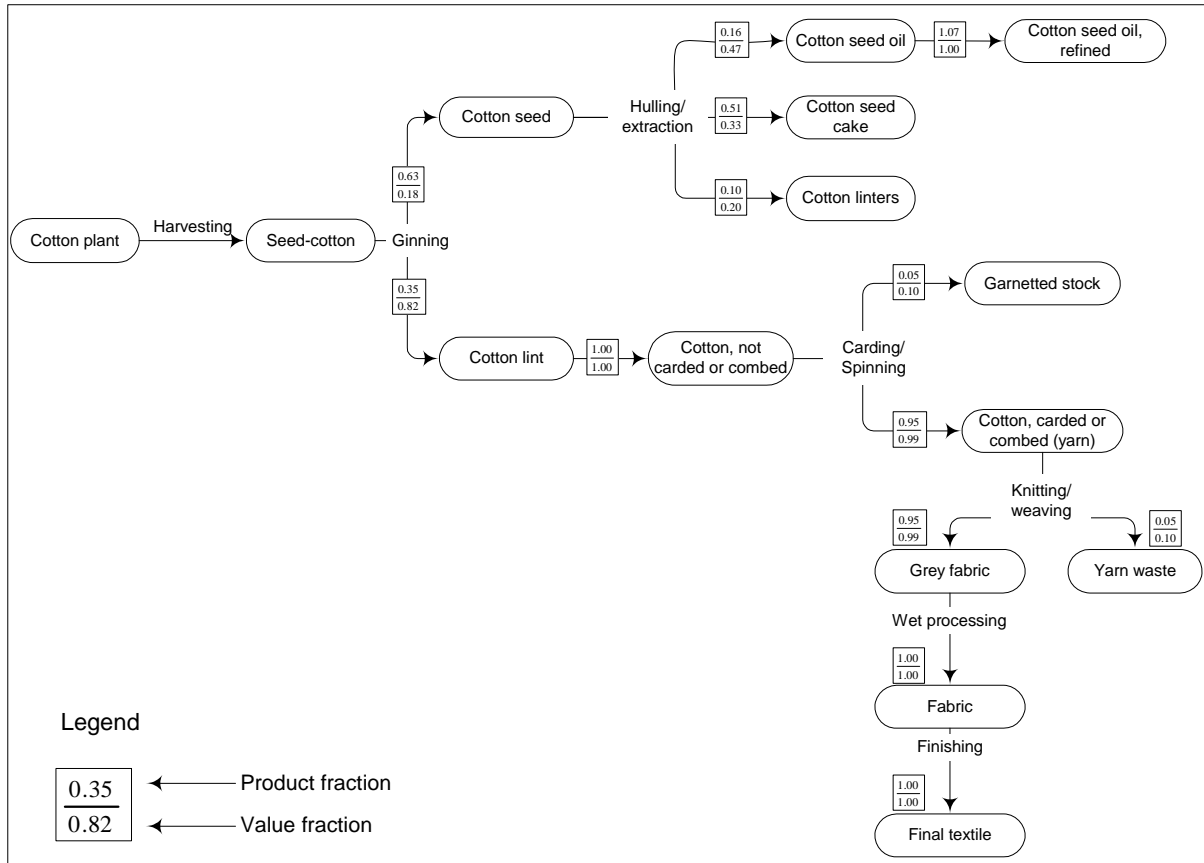 0.16
0.47
Cotton seed oil
1.07
1.00
Cotton seed oil,
refined
Cotton seed
Hulling/
extraction
0.51
0.33
Cotton seed
cake
0.63
0.18
0.10
0.20
Cotton linters
Cotton plant
Harvesting
Seed-cotton
Ginning
0.35
0.82
0.05
0.10
Garnetted stock
Cotton lint
1.00
1.00
Cotton, not
carded or combed
Carding/
Spinning
0.95
0.99
Cotton, carded or
combed (yarn)
Knitting/
weaving
0.95
0.99
0.05
0.10
Grey fabric
Yarn waste
Wet processing
1.00
1.00
Fabric
Finishing
1.00
1.00
Final textile
Legend
0.35
0.82
Product fraction
Value fraction